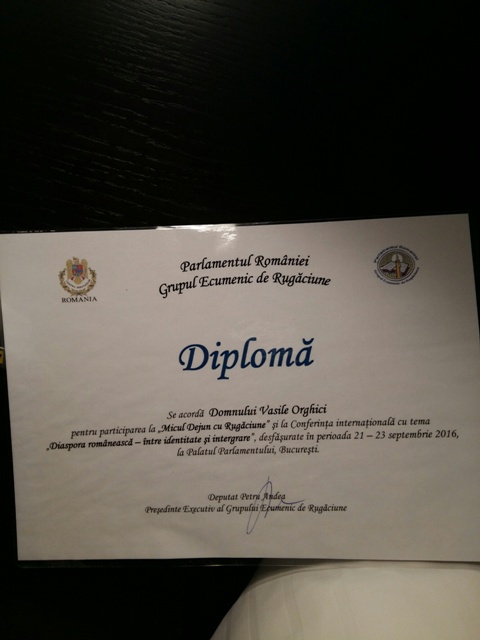 Parlamentul României
Grupul Ecumenic de Rugăciune
ROMANIA
Diplomă
Se acordă Domnului Vasile Orghici
pentru participarea la „Micul Dejun cu Rugăciune" și la Conferința internațională cu tema
„Diaspora românească – între identitate și intergrare", desfășurate în perioada 21 – 23 septembrie 2016,
la Palatul Parlamentului, București.
Deputat Petru Andea
Președinte Executiv al Grupului Ecumenic de Rugăciune